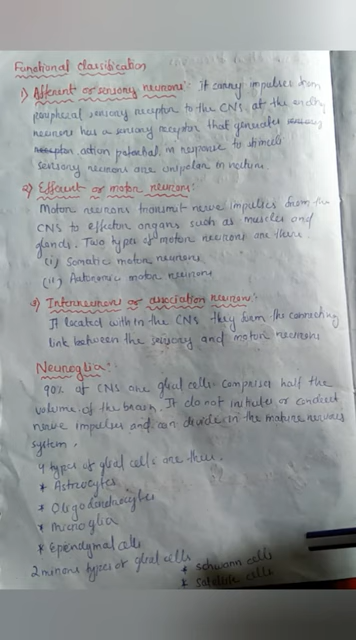 Functional classification
1) Afferent or sensory neurons: It carry impulses from
peripheral sensory receptor to the CNS. at the ending
neurons has a sensory receptor that generates sensory
receptor action potential in response to stimuli
Sensory neurons are unipolar in nature.
2) Efferent or motor neurons:
Motor neurons transmit nerve impulses from the
CNS to effector organs such as muscles and
glands. Two types of motor neurons are there.
(i) Somatic motor neurons
(ii) Autonomic motor neurons
3) Interneurons or association neurons:
It located within the CNS they form the connecting
link between the sensory and motor neurons
Neuroglia:
90% of CNS are glial cells comprises half the
volume of the brain. It do not initiate or conduct
nerve impulses and can divide in the mature nervous
system.
4 types of glial cells are there.
* Astrocytes
* Oligodendrocytes
* Microglia
* Ependymal cells
2 minors types of glial cells
* schwann cells
* satellite cells